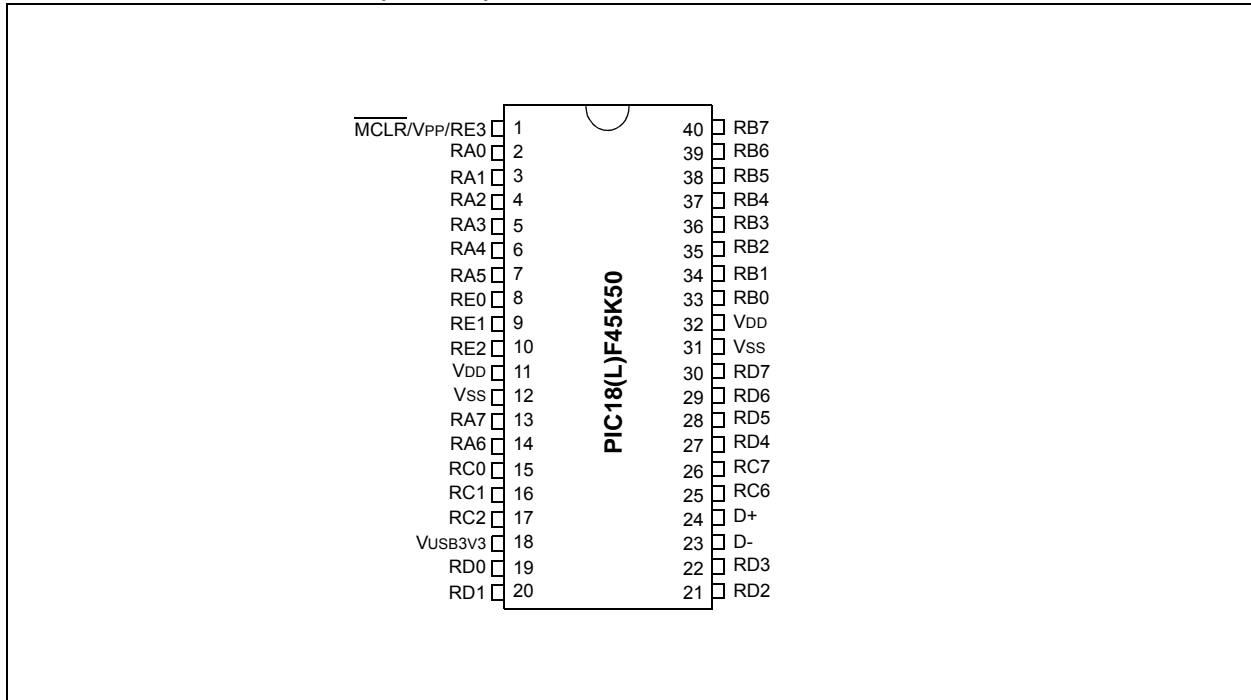 MCLR/VPP/RE3 1 40 RB7
RA0 2 39 RB6
RA1 3 38 RB5
RA2 4 37 RB4
RA3 5 36 RB3
RA4 6 35 RB2
RA5 7 34 RB1
RE0 8 33 RB0
RE1 9 32 VDD
RE2 10 31 VSS
VDD 11 30 RD7
VSS 12 29 RD6
RA7 13 28 RD5
RA6 14 27 RD4
RC0 15 26 RC7
RC1 16 25 RC6
RC2 17 24 D+
VUSB3V3 18 23 D-
RD0 19 22 RD3
RD1 20 21 RD2
PIC18(L)F45K50